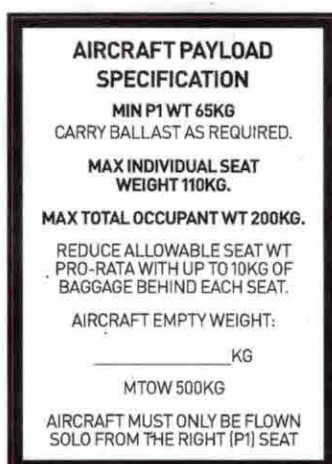 AIRCRAFT PAYLOAD
SPECIFICATION
MIN P1 WT 65KG
CARRY BALLAST AS REQUIRED.
MAX INDIVIDUAL SEAT
WEIGHT 110KG.
MAX TOTAL OCCUPANT WT 200KG.
REDUCE ALLOWABLE SEAT WT
PRO-RATA WITH UP TO 10KG OF
BAGGAGE BEHIND EACH SEAT.
AIRCRAFT EMPTY WEIGHT:
_______________KG
MTOW 500KG
AIRCRAFT MUST ONLY BE FLOWN
SOLO FROM THE RIGHT (P1) SEAT